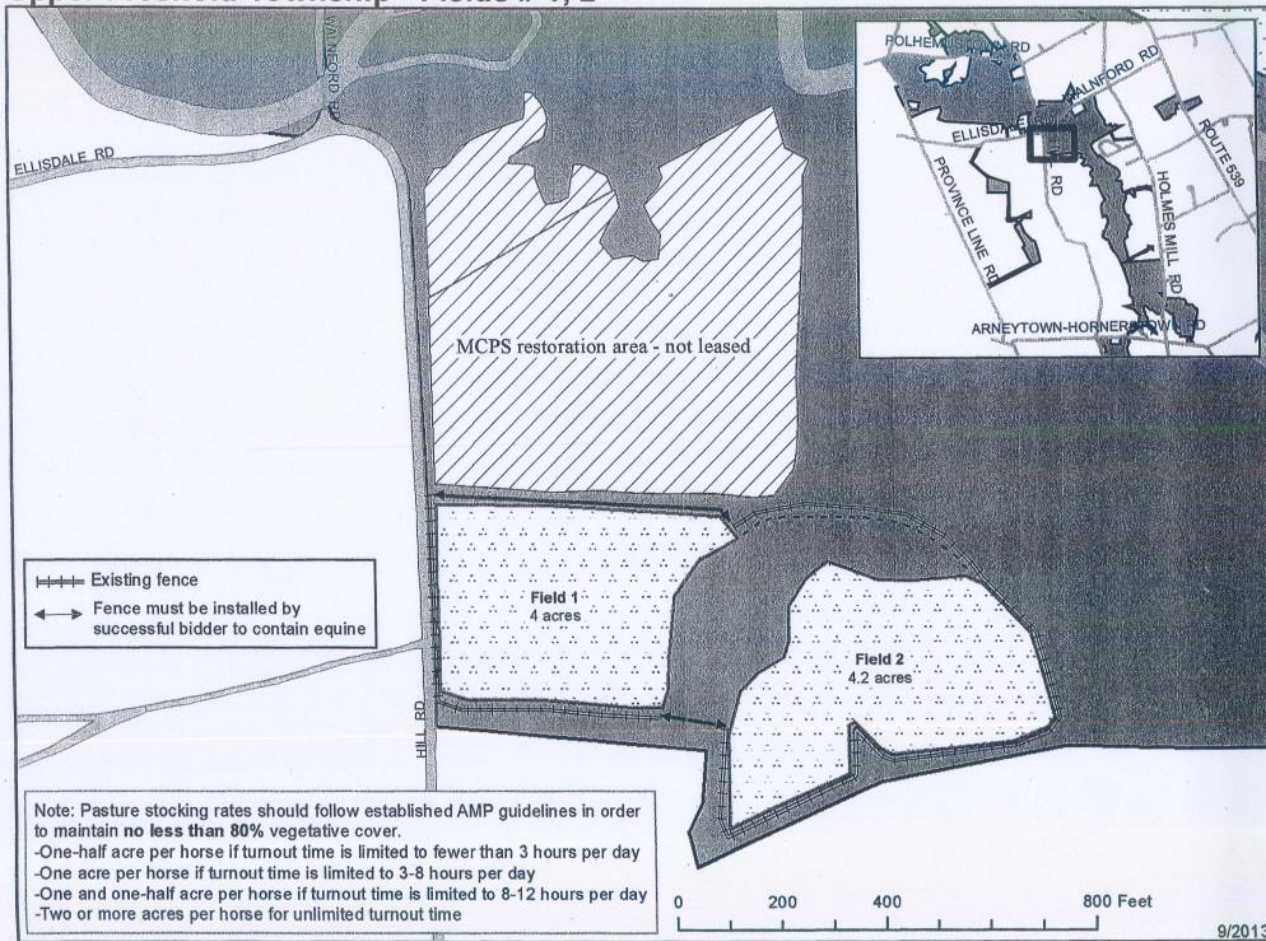 WALNFORD R
ELLISDALE RD
POLHEMUSTOWN RD
WALNFORD RD
ELLISDA
RD
ROUTE 539
PROVINCE LINE RD
HOLMES MILL RD
ARNEYTOWN-HORNERSTOWN RD
MCPS restoration area - not leased
Existing fence
Fence must be installed by
successful bidder to contain equine
Field 1
4 acres
Field 2
4.2 acres
HILL RD
Note: Pasture stocking rates should follow established AMP guidelines in order
to maintain no less than 80% vegetative cover.
-One-half acre per horse if turnout time is limited to fewer than 3 hours per day
-One acre per horse if turnout time is limited to 3-8 hours per day
-One and one-half acre per horse if turnout time is limited to 8-12 hours per day
-Two or more acres per horse for unlimited turnout time
0 200 400 800 Feet
9/2013